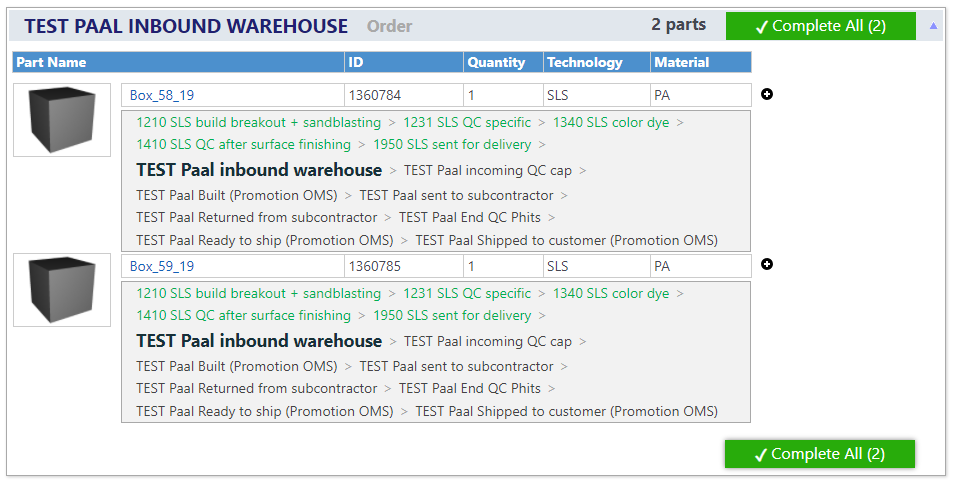 TEST PAAL INBOUND WAREHOUSE Order 2 parts ✓ Complete All (2)
Part Name ID Quantity Technology Material
Box_58_19 1360784 1 SLS PA
1210 SLS build breakout + sandblasting > 1231 SLS QC specific > 1340 SLS color dye >
1410 SLS QC after surface finishing > 1950 SLS sent for delivery >
TEST Paal inbound warehouse > TEST Paal incoming QC cap >
TEST Paal Built (Promotion OMS) > TEST Paal sent to subcontractor >
TEST Paal Returned from subcontractor > TEST Paal End QC Phits >
TEST Paal Ready to ship (Promotion OMS) > TEST Paal Shipped to customer (Promotion OMS)
Box_59_19 1360785 1 SLS PA
1210 SLS build breakout + sandblasting > 1231 SLS QC specific > 1340 SLS color dye >
1410 SLS QC after surface finishing > 1950 SLS sent for delivery >
TEST Paal inbound warehouse > TEST Paal incoming QC cap >
TEST Paal Built (Promotion OMS) > TEST Paal sent to subcontractor >
TEST Paal Returned from subcontractor > TEST Paal End QC Phits >
TEST Paal Ready to ship (Promotion OMS) > TEST Paal Shipped to customer (Promotion OMS)
✓ Complete All (2)